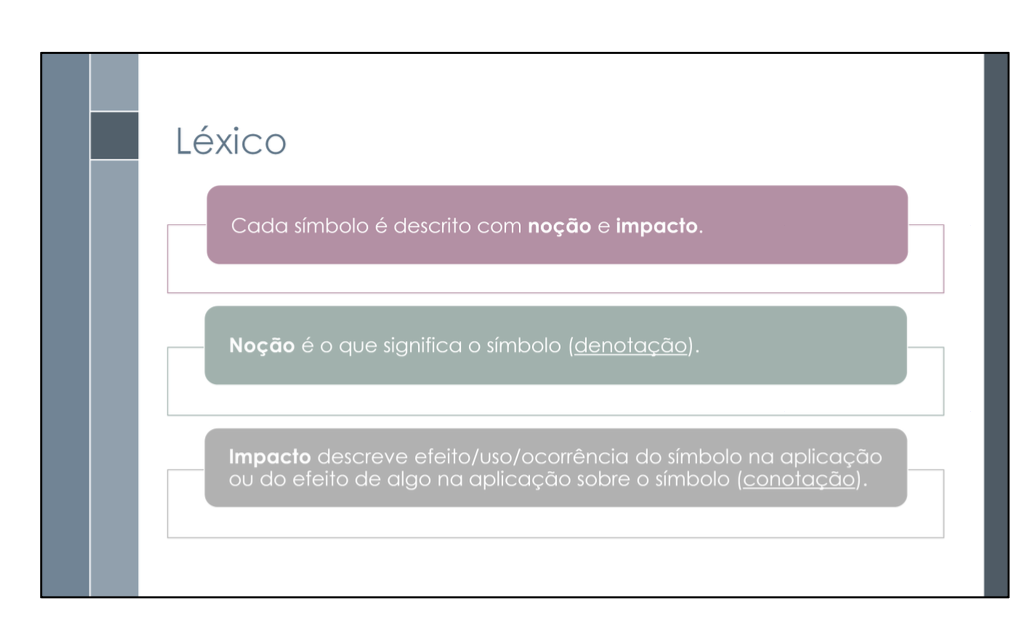 Léxico
Cada símbolo é descrito com noção e impacto.
Noção é o que significa o símbolo (denotação).
Impacto descreve efeito/uso/ocorrência do símbolo na aplicação
ou do efeito de algo na aplicação sobre o símbolo (conotação).